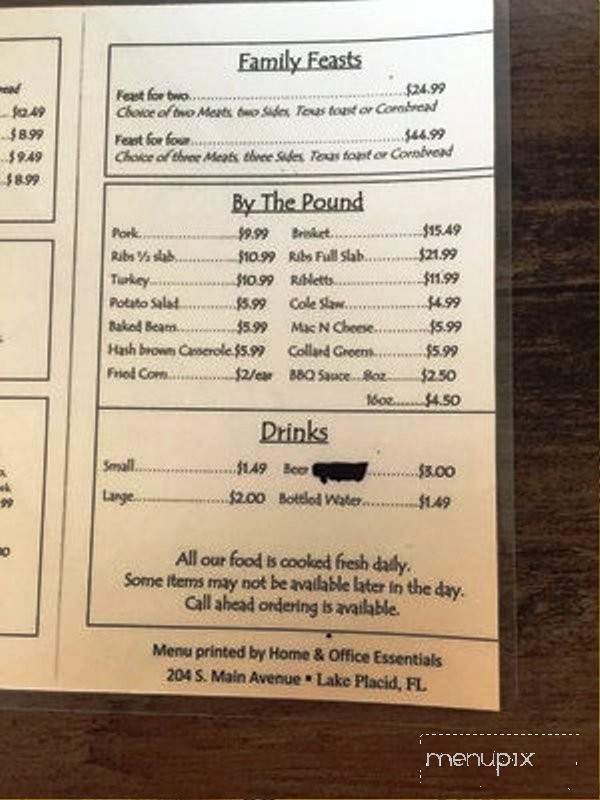 ead
$12.49
$8.99
$9.49
$8.99
99
Family Feasts
Feast for two........$24.99
Choice of two Meats, two Sides, Texas toast or Cornbread
Feast for four........$44.99
Choice of three Meats, three Sides, Texas toast or Cornbread
By The Pound
Pork........$9.99 Brisket........$15.49
Ribs ½ slab........$10.99 Ribs Full Slab........$21.99
Turkey........$10.99 Ribletts........$11.99
Potato Salad........$5.99 Cole Slaw........$4.99
Baked Beans........$5.99 Mac N Cheese........$5.99
Hash brown Casserole.$5.99 Collard Greens........$5.99
Fried Corn........$2/ear BBQ Sauce...8oz........$2.50
16oz........$4.50
Drinks
Small........$1.49 Beer ........$3.00
Large........$2.00 Bottled Water........$1.49
All our food is cooked fresh daily.
Some items may not be available later in the day.
Call ahead ordering is available.
Menu printed by Home & Office Essentials
204 S. Main Avenue • Lake Placid, FL
menupix